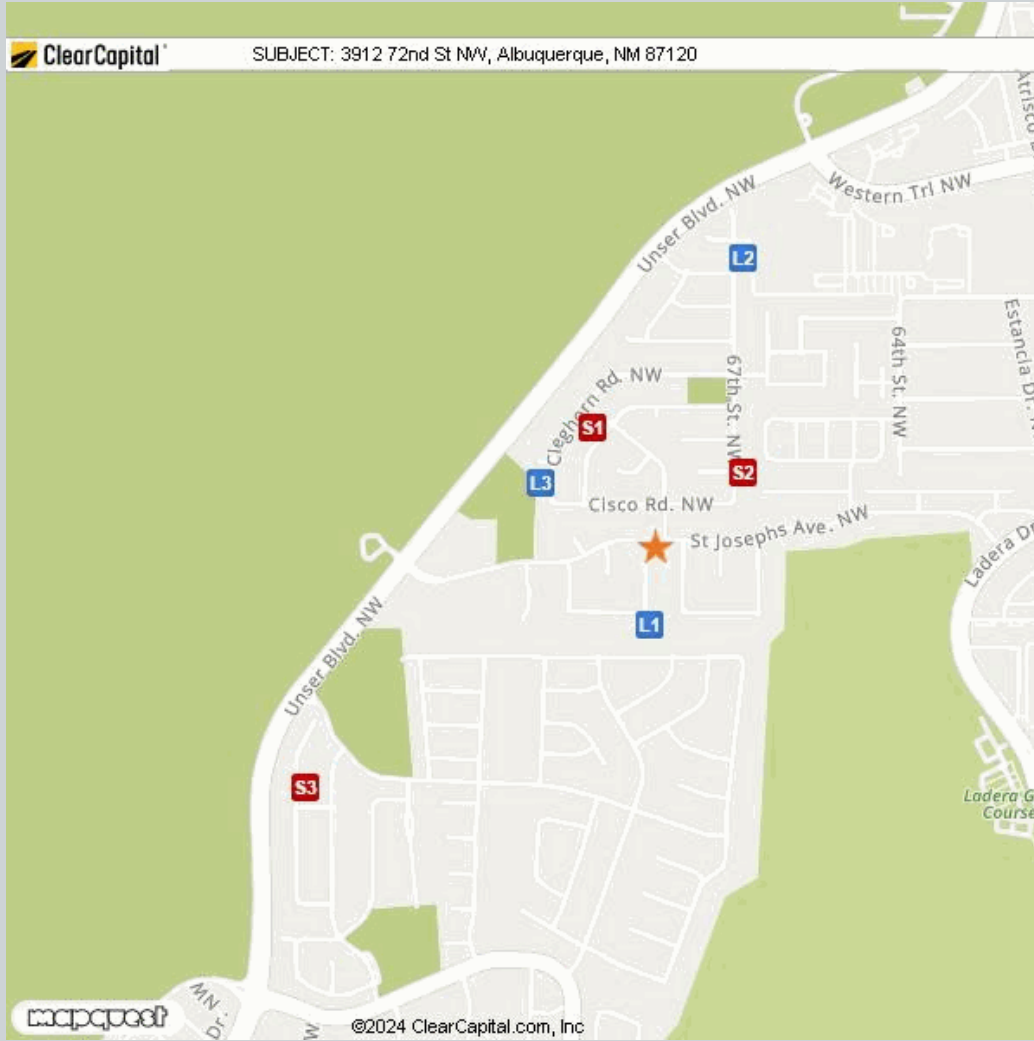 ClearCapital SUBJECT: 3912 72nd St NW, Albuquerque, NM 87120
Western Trl NW
Unser Blvd. NW
L2
64th St. NW
67th St. NW
Estancia Dr.
Cleghorn Rd. NW
S1
S2
L3
Cisco Rd. NW
St Josephs Ave. NW
Ladera Dr
L1
Unser Blvd. NW
S3
Ladera G
Course
NW
Dr.
W
mapquest
©2024 ClearCapital.com, Inc